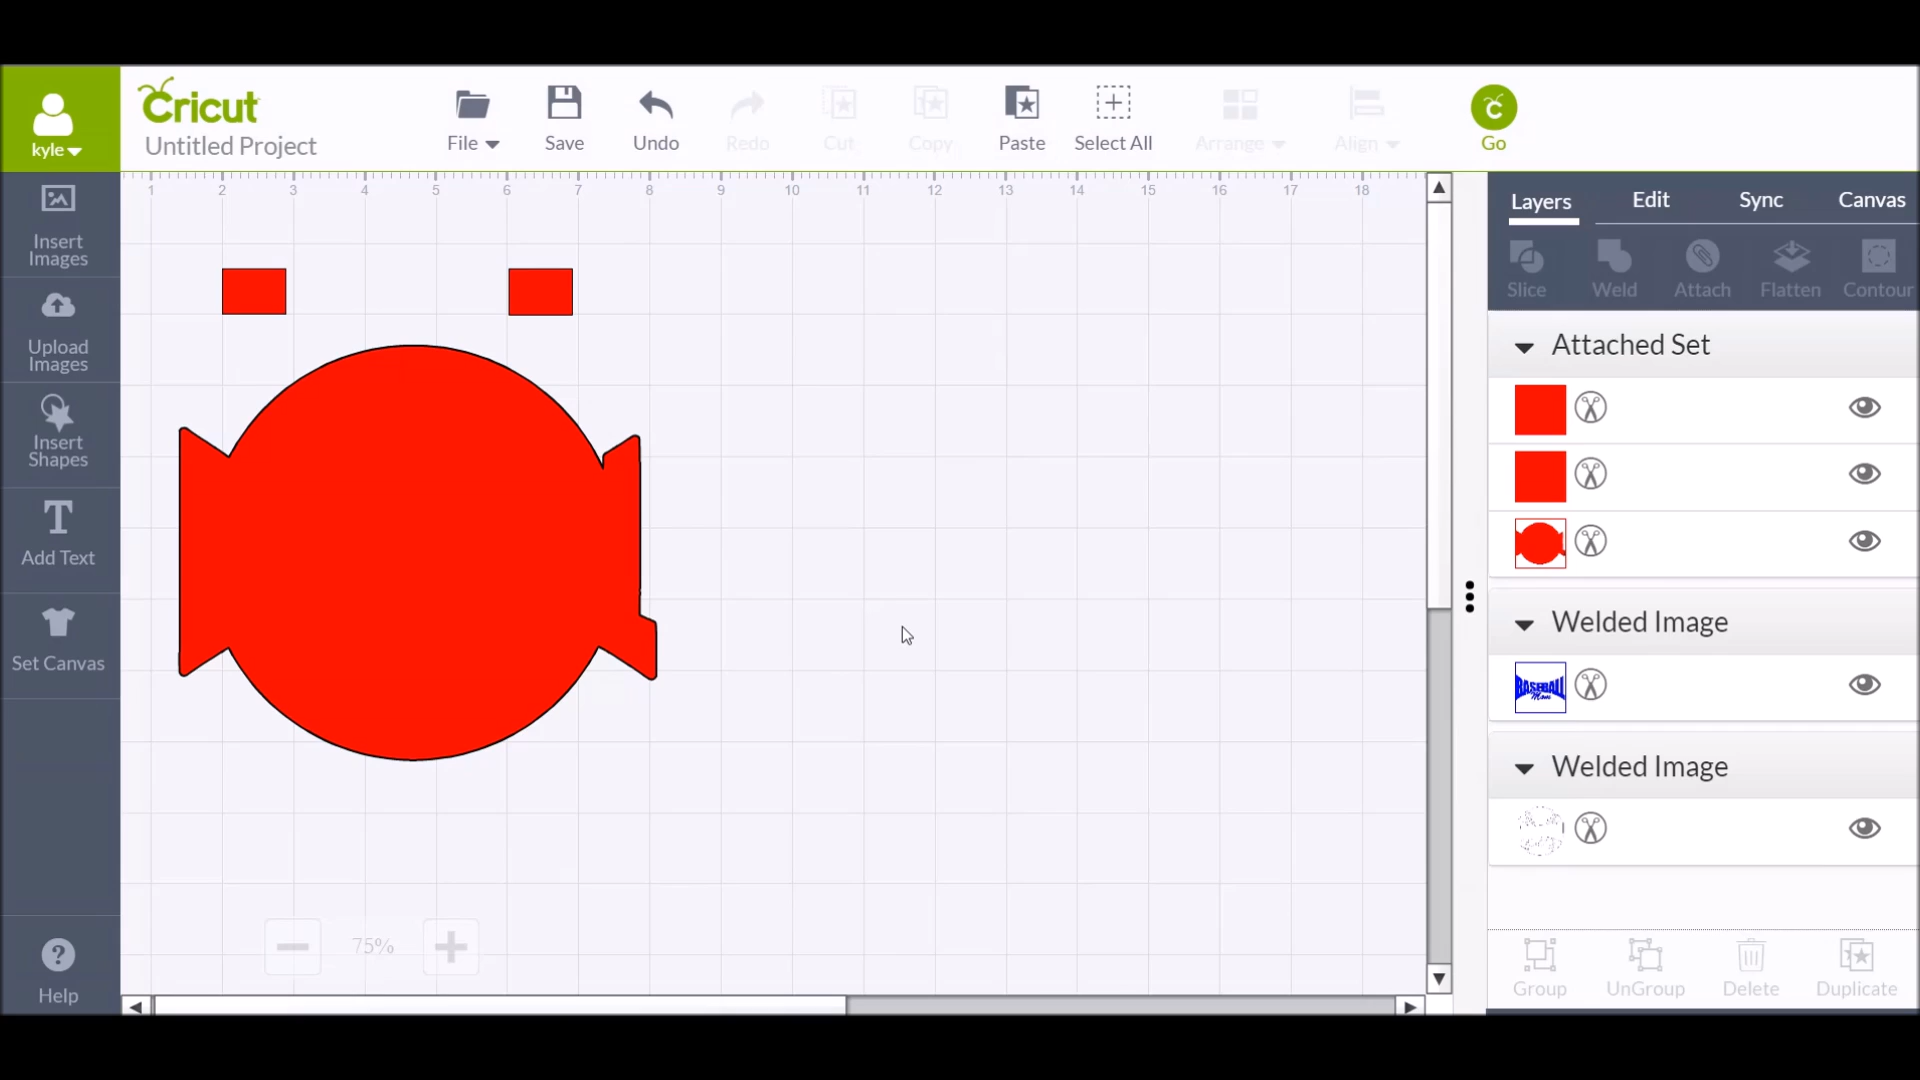 kyle
Cricut
Untitled Project
File
Save
Undo
Redo
Cut
Copy
Paste
Select All
Arrange
Align
Go
1 2 3 4 5 6 7 8 9 10 11 12 13 14 15 16 17 18
Insert
Images
Upload
Images
Insert
Shapes
Add Text
Set Canvas
Help
75%
Layers
Edit
Sync
Canvas
Slice
Weld
Attach
Flatten
Contour
Attached Set
Welded Image
BASEBALL
Mom
Welded Image
Group
UnGroup
Delete
Duplicate